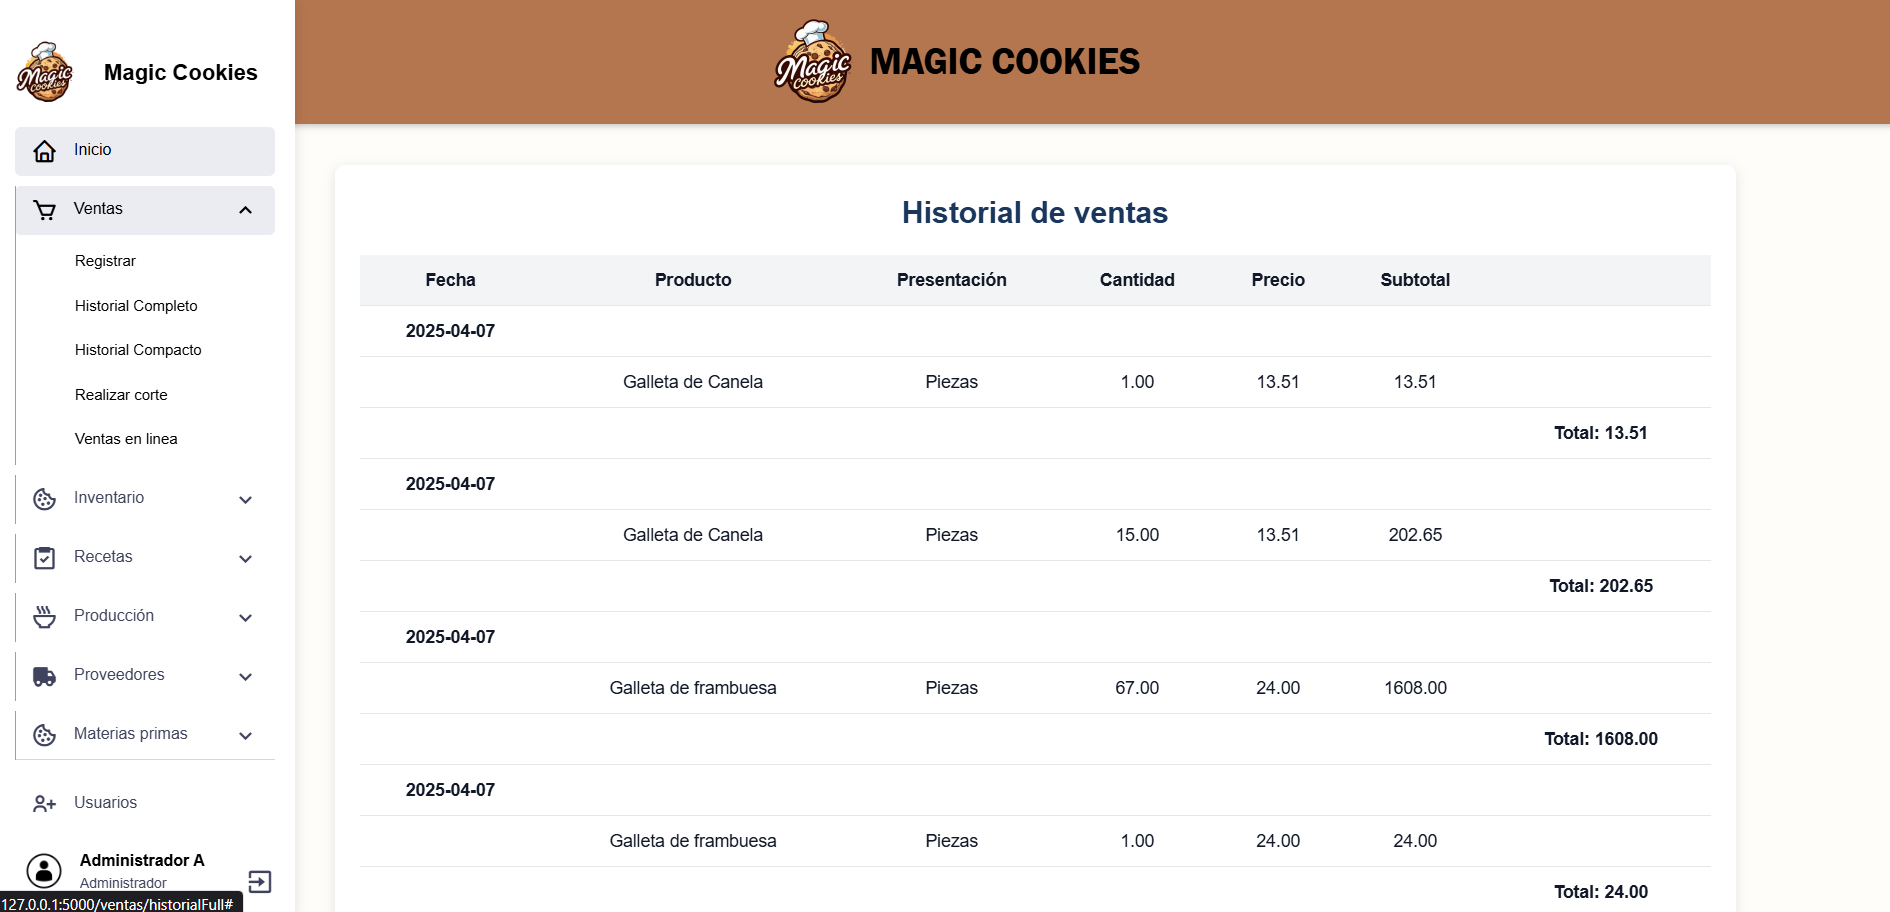 Magic Cookies
Magic Cookies
Inicio
Ventas
Registrar
Historial Completo
Historial Compacto
Realizar corte
Ventas en linea
Inventario
Recetas
Producción
Proveedores
Materias primas
Usuarios
Administrador A
Administrador
127.0.0.1:5000/ventas/historialFull#
Magic Cookies
MAGIC COOKIES
Historial de ventas
Fecha Producto Presentación Cantidad Precio Subtotal
2025-04-07
Galleta de Canela Piezas 1.00 13.51 13.51
Total: 13.51
2025-04-07
Galleta de Canela Piezas 15.00 13.51 202.65
Total: 202.65
2025-04-07
Galleta de frambuesa Piezas 67.00 24.00 1608.00
Total: 1608.00
2025-04-07
Galleta de frambuesa Piezas 1.00 24.00 24.00
Total: 24.00